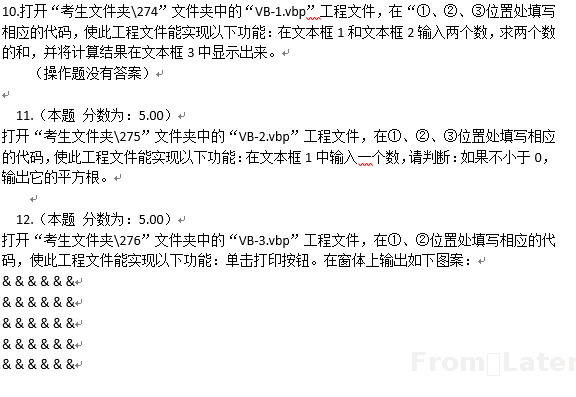 10.打开“考生文件夹\274”文件夹中的“VB-1.vbp”工程文件，在“①、②、③位置处填写
相应的代码，使此工程文件能实现以下功能：在文本框 1 和文本框 2 输入两个数，求两个数
的和，并将计算结果在文本框 3 中显示出来。↵
（操作题没有答案）↵
↵
11.（本题 分数为：5.00）↵
打开“考生文件夹\275”文件夹中的“VB-2.vbp”工程文件，在①、②、③位置处填写相应
的代码，使此工程文件能实现以下功能：在文本框 1 中输入一个数，请判断：如果不小于 0，
输出它的平方根。↵
↵
12.（本题 分数为：5.00）↵
打开“考生文件夹\276”文件夹中的“VB-3.vbp”工程文件，在①、②位置处填写相应的代
码，使此工程文件能实现以下功能：单击打印按钮。在窗体上输出如下图案：↵
& & & & & &↵
& & & & & &↵
& & & & & &↵
& & & & & &↵
& & & & & &↵
From▯Later